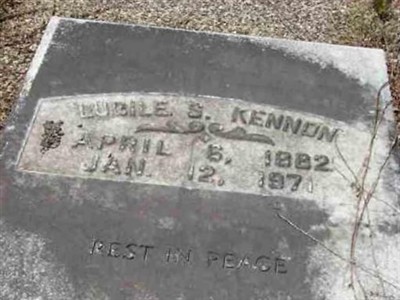 LUCILE S. KENNON
APRIL 6, 1882
JAN. 12, 1971
REST IN PEACE